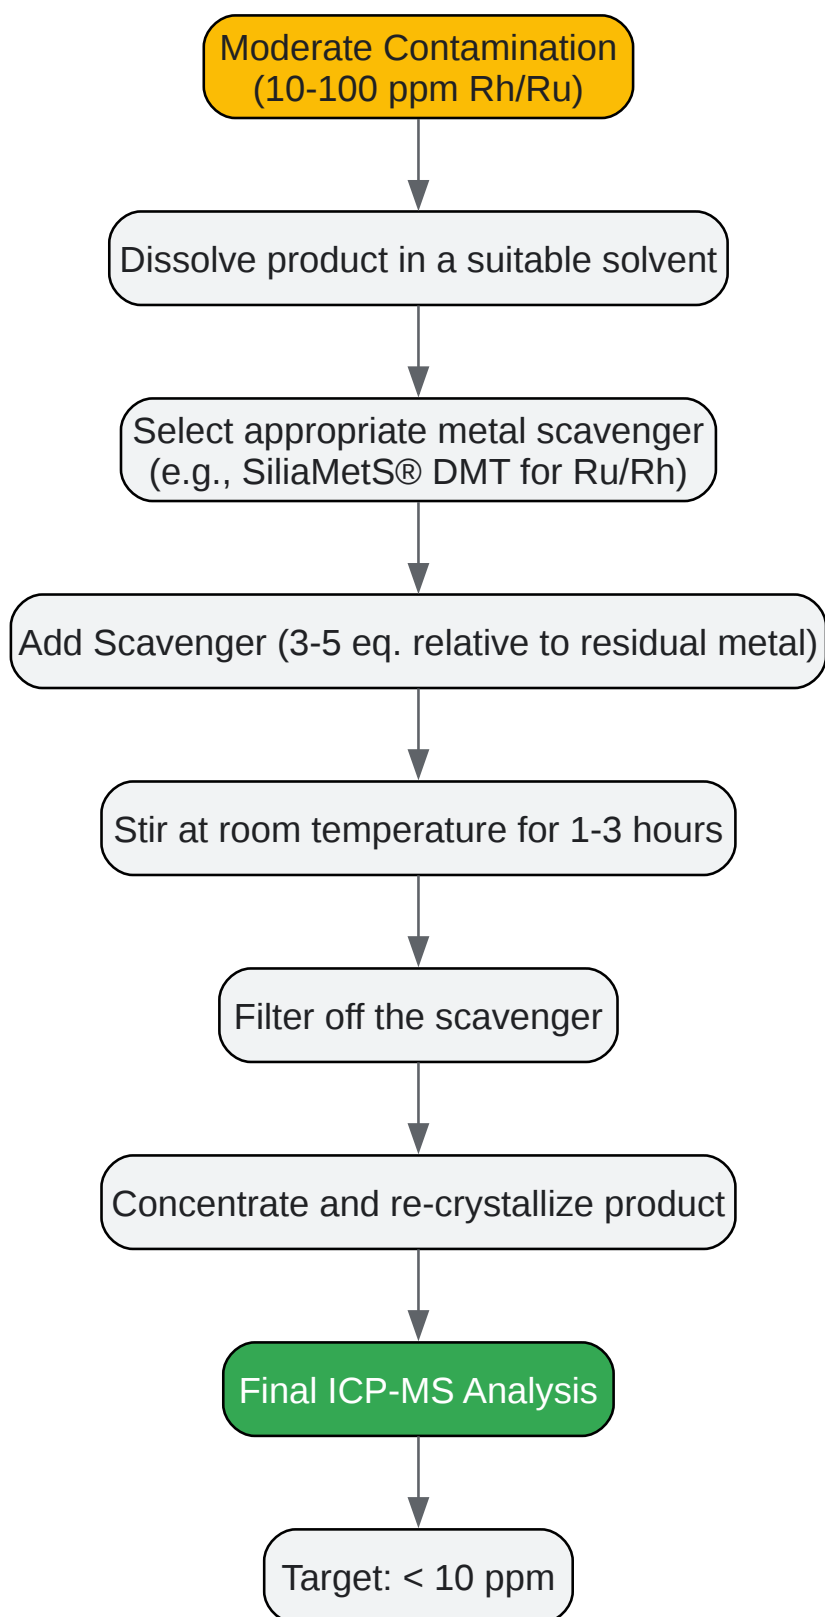 Moderate Contamination
(10-100 ppm Rh/Ru)
Dissolve product in a suitable solvent
Select appropriate metal scavenger
(e.g., SiliaMetS® DMT for Ru/Rh)
Add Scavenger (3-5 eq. relative to residual metal)
Stir at room temperature for 1-3 hours
Filter off the scavenger
Concentrate and re-crystallize product
Final ICP-MS Analysis
Target: < 10 ppm